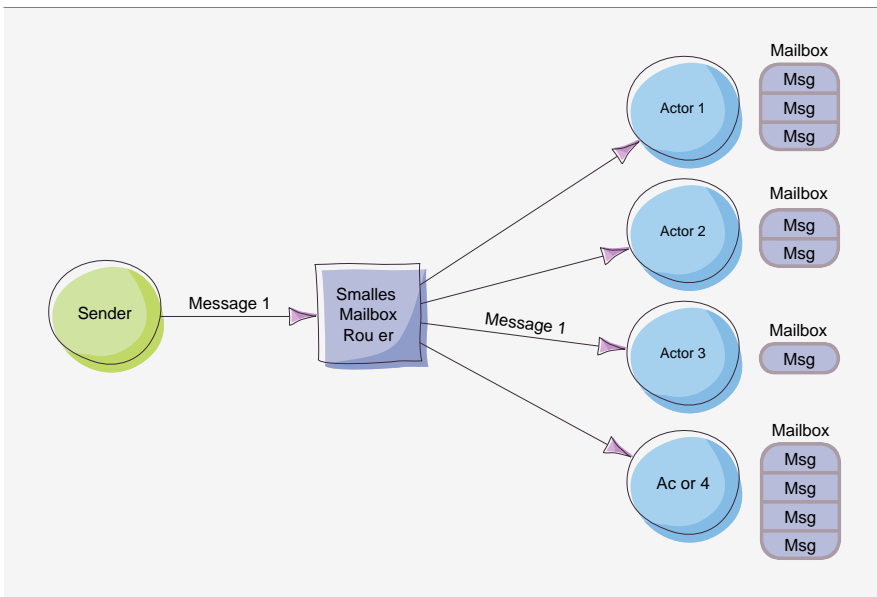 Sender
Message 1
Smalles
Mailbox
Rou er
Message 1
Actor 1
Mailbox
Msg
Msg
Msg
Actor 2
Mailbox
Msg
Msg
Actor 3
Mailbox
Msg
Ac or 4
Mailbox
Msg
Msg
Msg
Msg